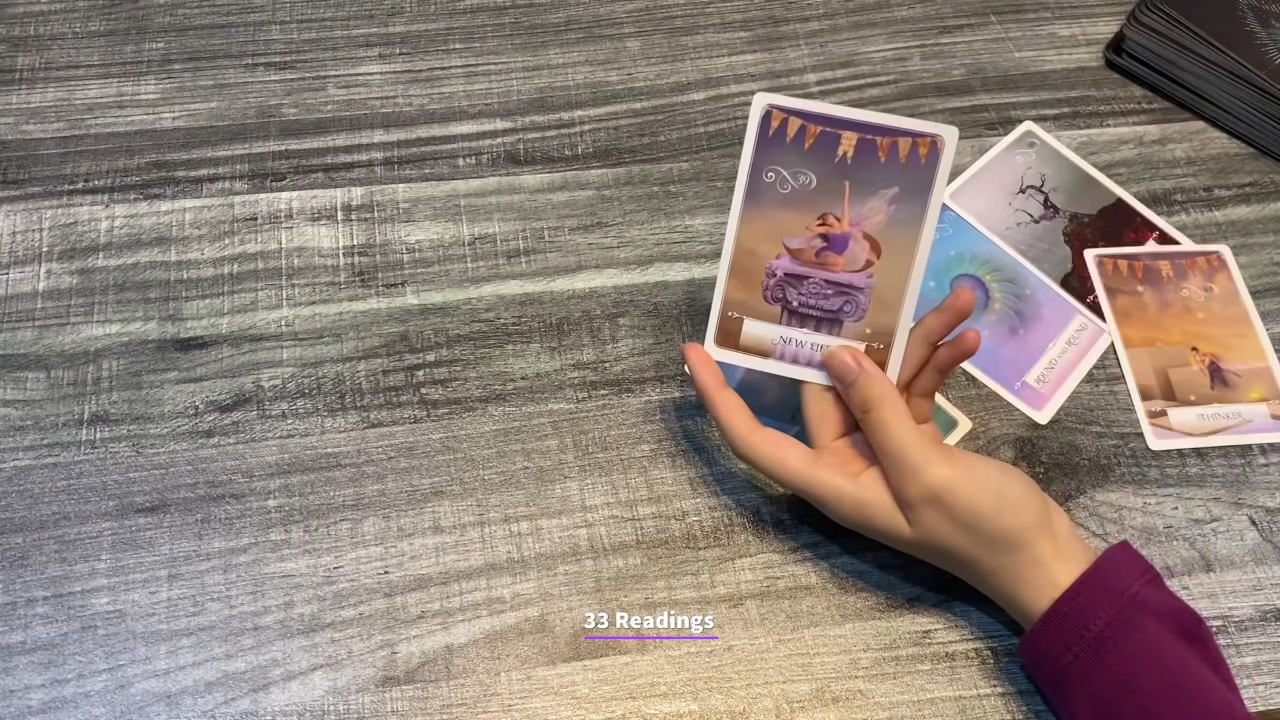 39
NEW LIFE
ROUND AND ROUND
THINKER
33 Readings